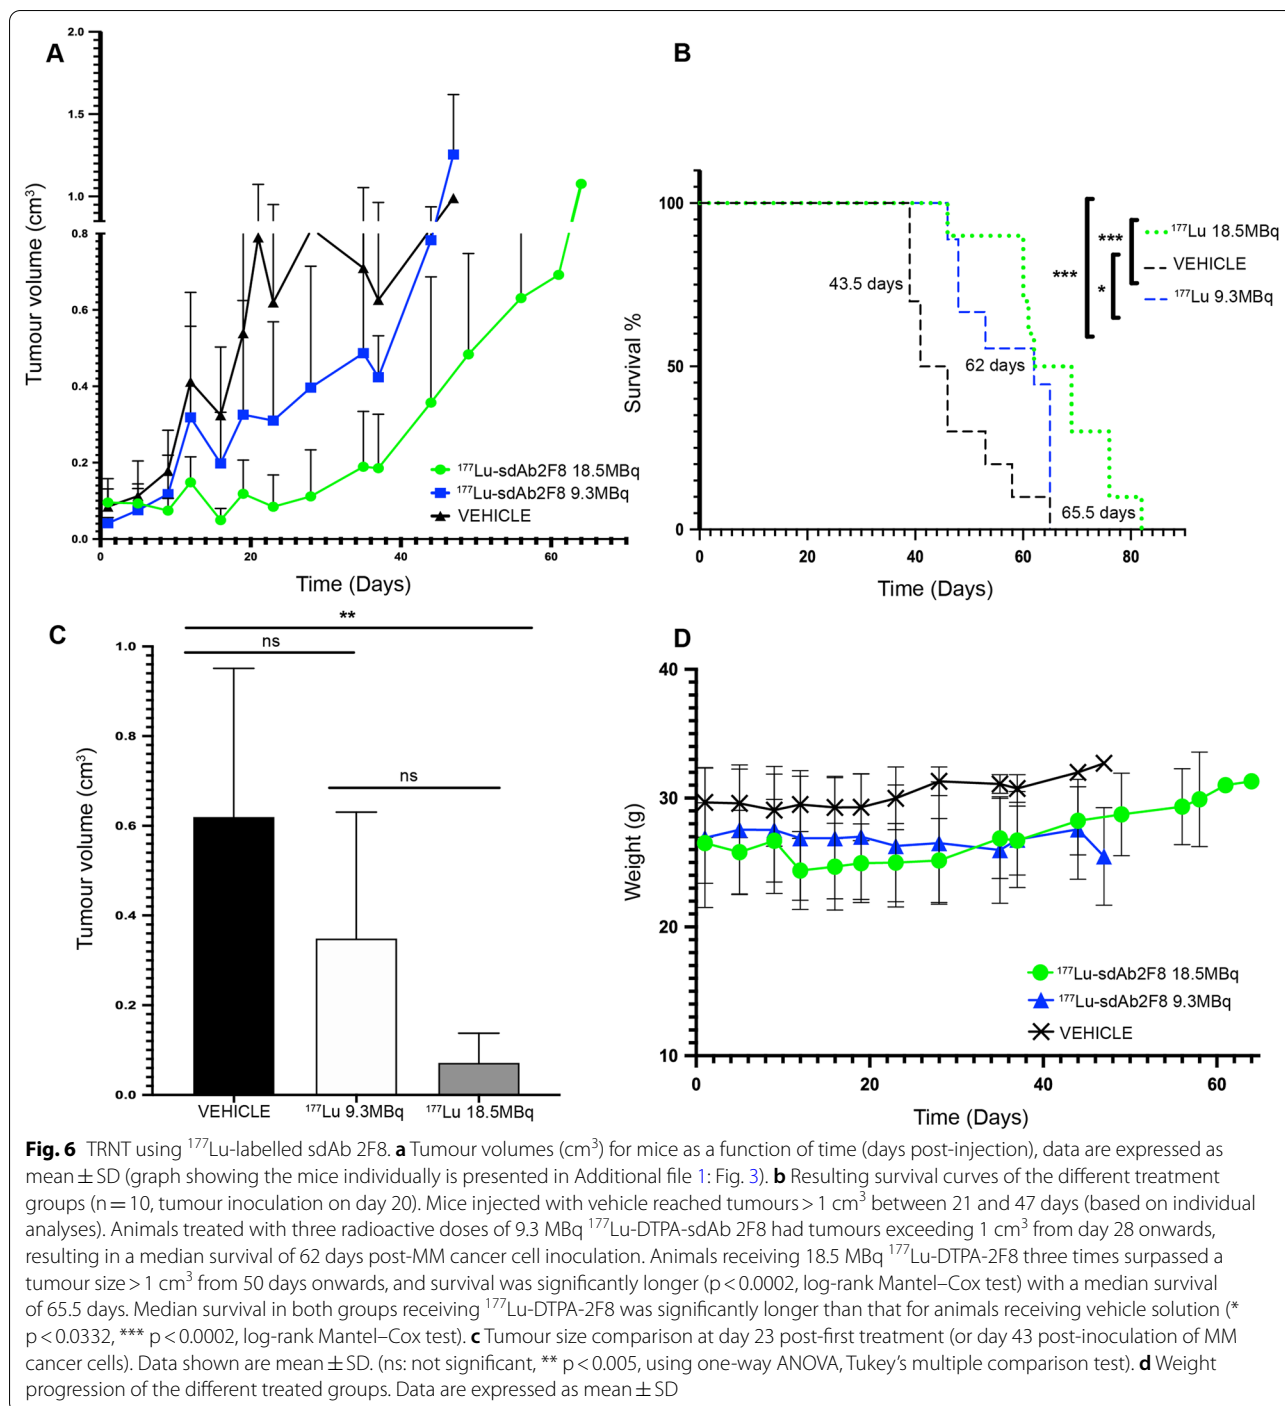 A
2.0
1.5
1.0
0.8
0.6
0.4
0.2
0.0
Tumour volume (cm³)
0
20
40
60
Time (Days)
¹⁷⁷Lu-sdAb2F8 18.5MBq
¹⁷⁷Lu-sdAb2F8 9.3MBq
VEHICLE
B
100
50
0
Survival %
0
20
40
60
80
Time (Days)
43.5 days
62 days
65.5 days
***
***
*
¹⁷⁷Lu 18.5MBq
VEHICLE
¹⁷⁷Lu 9.3MBq
C
**
ns
ns
1.0
0.8
0.6
0.4
0.2
0.0
Tumour volume (cm³)
VEHICLE
¹⁷⁷Lu 9.3MBq
¹⁷⁷Lu 18.5MBq
D
40
30
20
10
Weight (g)
0
20
40
60
Time (Days)
¹⁷⁷Lu-sdAb2F8 18.5MBq
¹⁷⁷Lu-sdAb2F8 9.3MBq
VEHICLE
Fig. 6 TRNT using ¹⁷⁷Lu-labelled sdAb 2F8. a Tumour volumes (cm³) for mice as a function of time (days post-injection), data are expressed as
mean ± SD (graph showing the mice individually is presented in Additional file 1: Fig. 3). b Resulting survival curves of the different treatment
groups (n = 10, tumour inoculation on day 20). Mice injected with vehicle reached tumours > 1 cm³ between 21 and 47 days (based on individual
analyses). Animals treated with three radioactive doses of 9.3 MBq ¹⁷⁷Lu-DTPA-sdAb 2F8 had tumours exceeding 1 cm³ from day 28 onwards,
resulting in a median survival of 62 days post-MM cancer cell inoculation. Animals receiving 18.5 MBq ¹⁷⁷Lu-DTPA-2F8 three times surpassed a
tumour size > 1 cm³ from 50 days onwards, and survival was significantly longer (p < 0.0002, log-rank Mantel–Cox test) with a median survival
of 65.5 days. Median survival in both groups receiving ¹⁷⁷Lu-DTPA-2F8 was significantly longer than that for animals receiving vehicle solution (*
p < 0.0332, *** p < 0.0002, log-rank Mantel–Cox test). c Tumour size comparison at day 23 post-first treatment (or day 43 post-inoculation of MM
cancer cells). Data shown are mean ± SD. (ns: not significant, ** p < 0.005, using one-way ANOVA, Tukey's multiple comparison test). d Weight
progression of the different treated groups. Data are expressed as mean ± SD